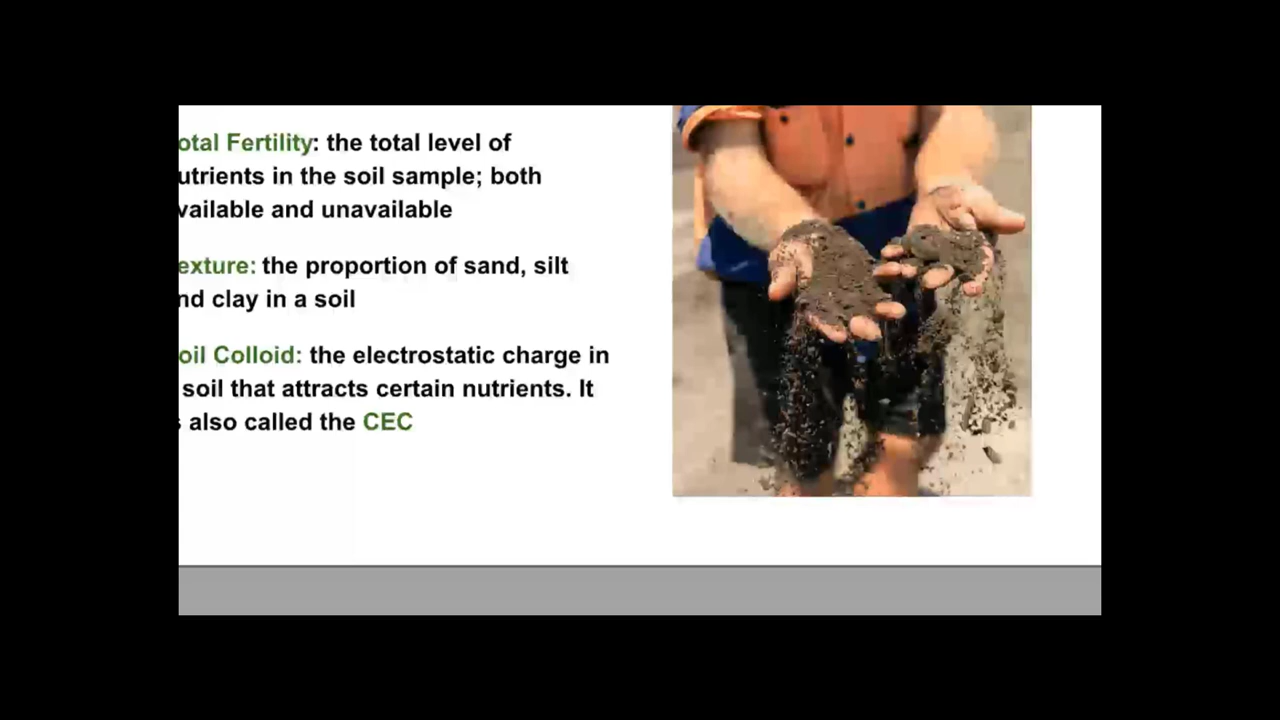 otal Fertility: the total level of
utrients in the soil sample; both
vailable and unavailable
exture: the proportion of sand, silt
nd clay in a soil
oil Colloid: the electrostatic charge in
soil that attracts certain nutrients. It
s also called the CEC